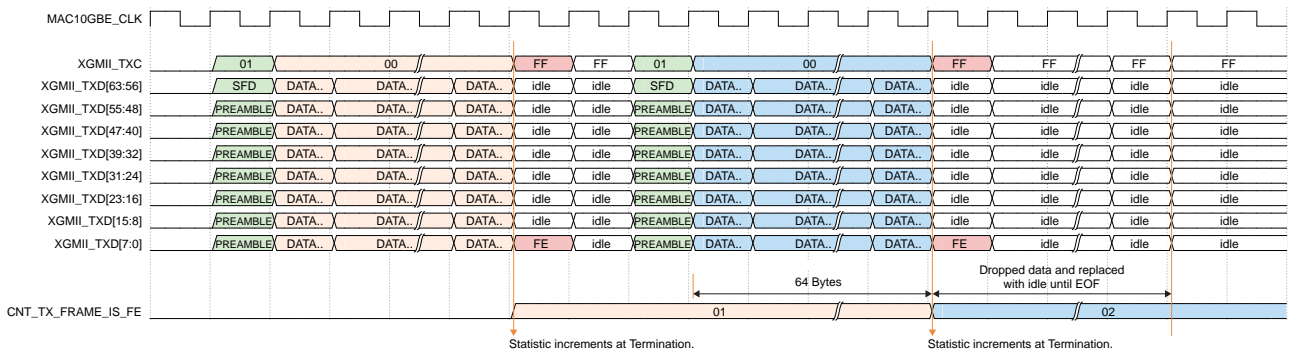 MAC10GBE_CLK
XGMII_TXC 01 00 FF FF 01 00 FF FF FF FF
XGMII_TXD[63:56] SFD DATA.. DATA.. DATA.. idle idle SFD DATA.. DATA.. DATA.. idle idle idle idle
XGMII_TXD[55:48] PREAMBLE DATA.. DATA.. DATA.. idle idle PREAMBLE DATA.. DATA.. DATA.. idle idle idle idle
XGMII_TXD[47:40] PREAMBLE DATA.. DATA.. DATA.. idle idle PREAMBLE DATA.. DATA.. DATA.. idle idle idle idle
XGMII_TXD[39:32] PREAMBLE DATA.. DATA.. DATA.. idle idle PREAMBLE DATA.. DATA.. DATA.. idle idle idle idle
XGMII_TXD[31:24] PREAMBLE DATA.. DATA.. DATA.. idle idle PREAMBLE DATA.. DATA.. DATA.. idle idle idle idle
XGMII_TXD[23:16] PREAMBLE DATA.. DATA.. DATA.. idle idle PREAMBLE DATA.. DATA.. DATA.. idle idle idle idle
XGMII_TXD[15:8] PREAMBLE DATA.. DATA.. DATA.. idle idle PREAMBLE DATA.. DATA.. DATA.. idle idle idle idle
XGMII_TXD[7:0] PREAMBLE DATA.. DATA.. DATA.. FE idle PREAMBLE DATA.. DATA.. DATA.. FE idle idle idle
64 Bytes
Dropped data and replaced
with idle until EOF
CNT_TX_FRAME_IS_FE 01 02
Statistic increments at Termination. Statistic increments at Termination.